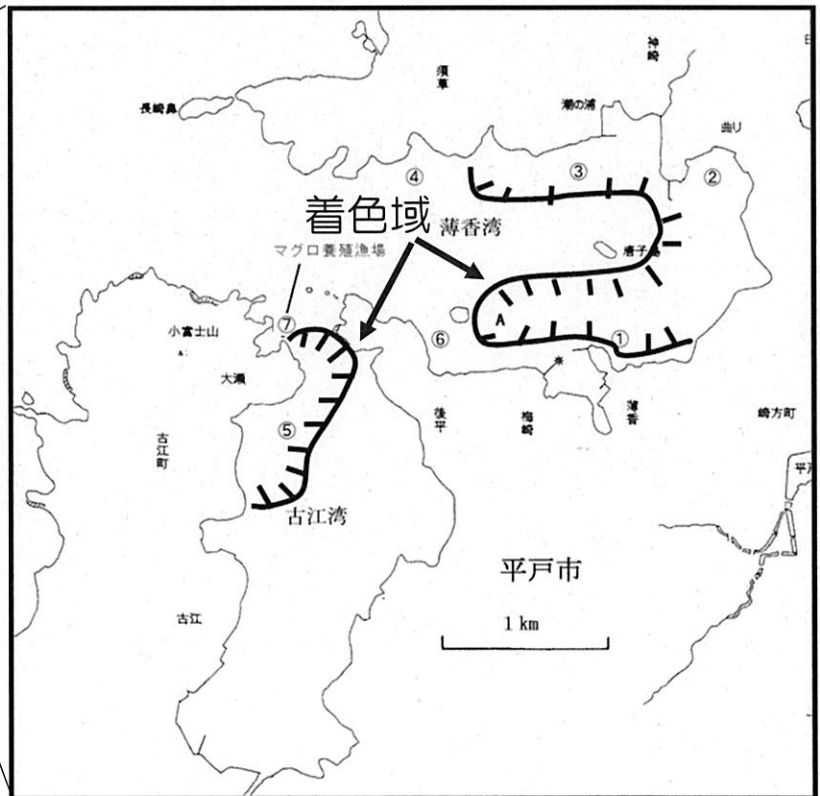 神崎
須草
長崎鼻
潮の浦
曲り
④
③
②
着色域
薄香湾
マグロ養殖漁場
唐子島
⑦
小富士山
A
⑥
①
大瀬
⑤
後平
梅崎
薄香
崎方町
古江町
古江湾
平戸市
古江
1 km